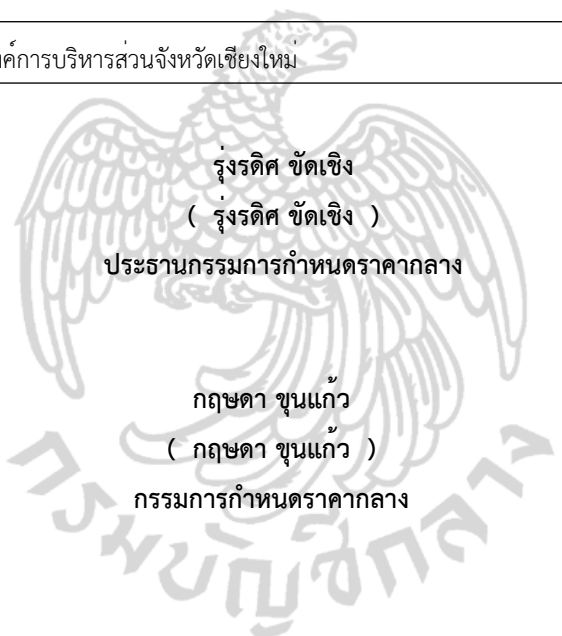 ค์การบริหารส่วนจังหวัดเชียงใหม่
รุ่งรดิศ ขัดเชิง
( รุ่งรดิศ ขัดเชิง )
ประธานกรรมการกำหนดราคากลาง
กฤษดา ขุนแก้ว
( กฤษดา ขุนแก้ว )
กรรมการกำหนดราคากลาง
กรมบัญชีกลาง